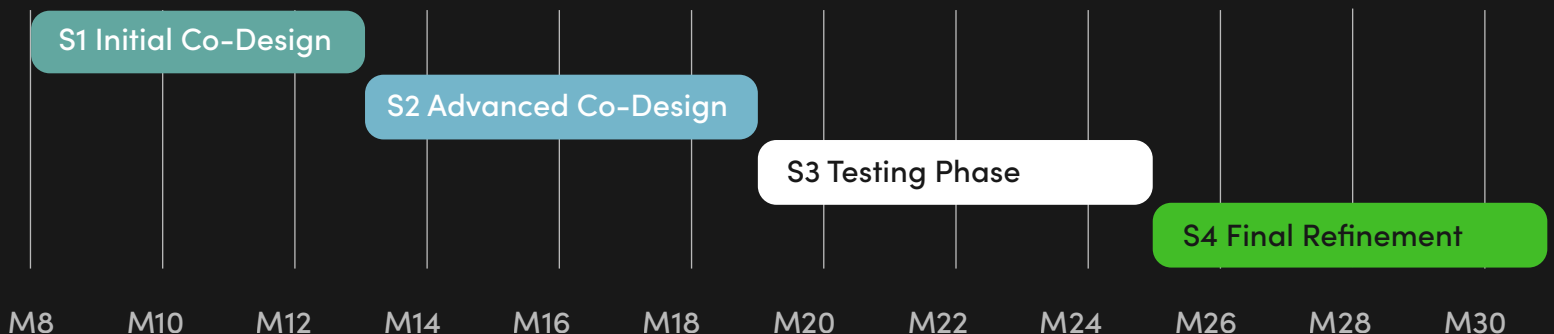 S1 Initial Co-Design
S2 Advanced Co-Design
S3 Testing Phase
S4 Final Refinement
M8 M10 M12 M14 M16 M18 M20 M22 M24 M26 M28 M30